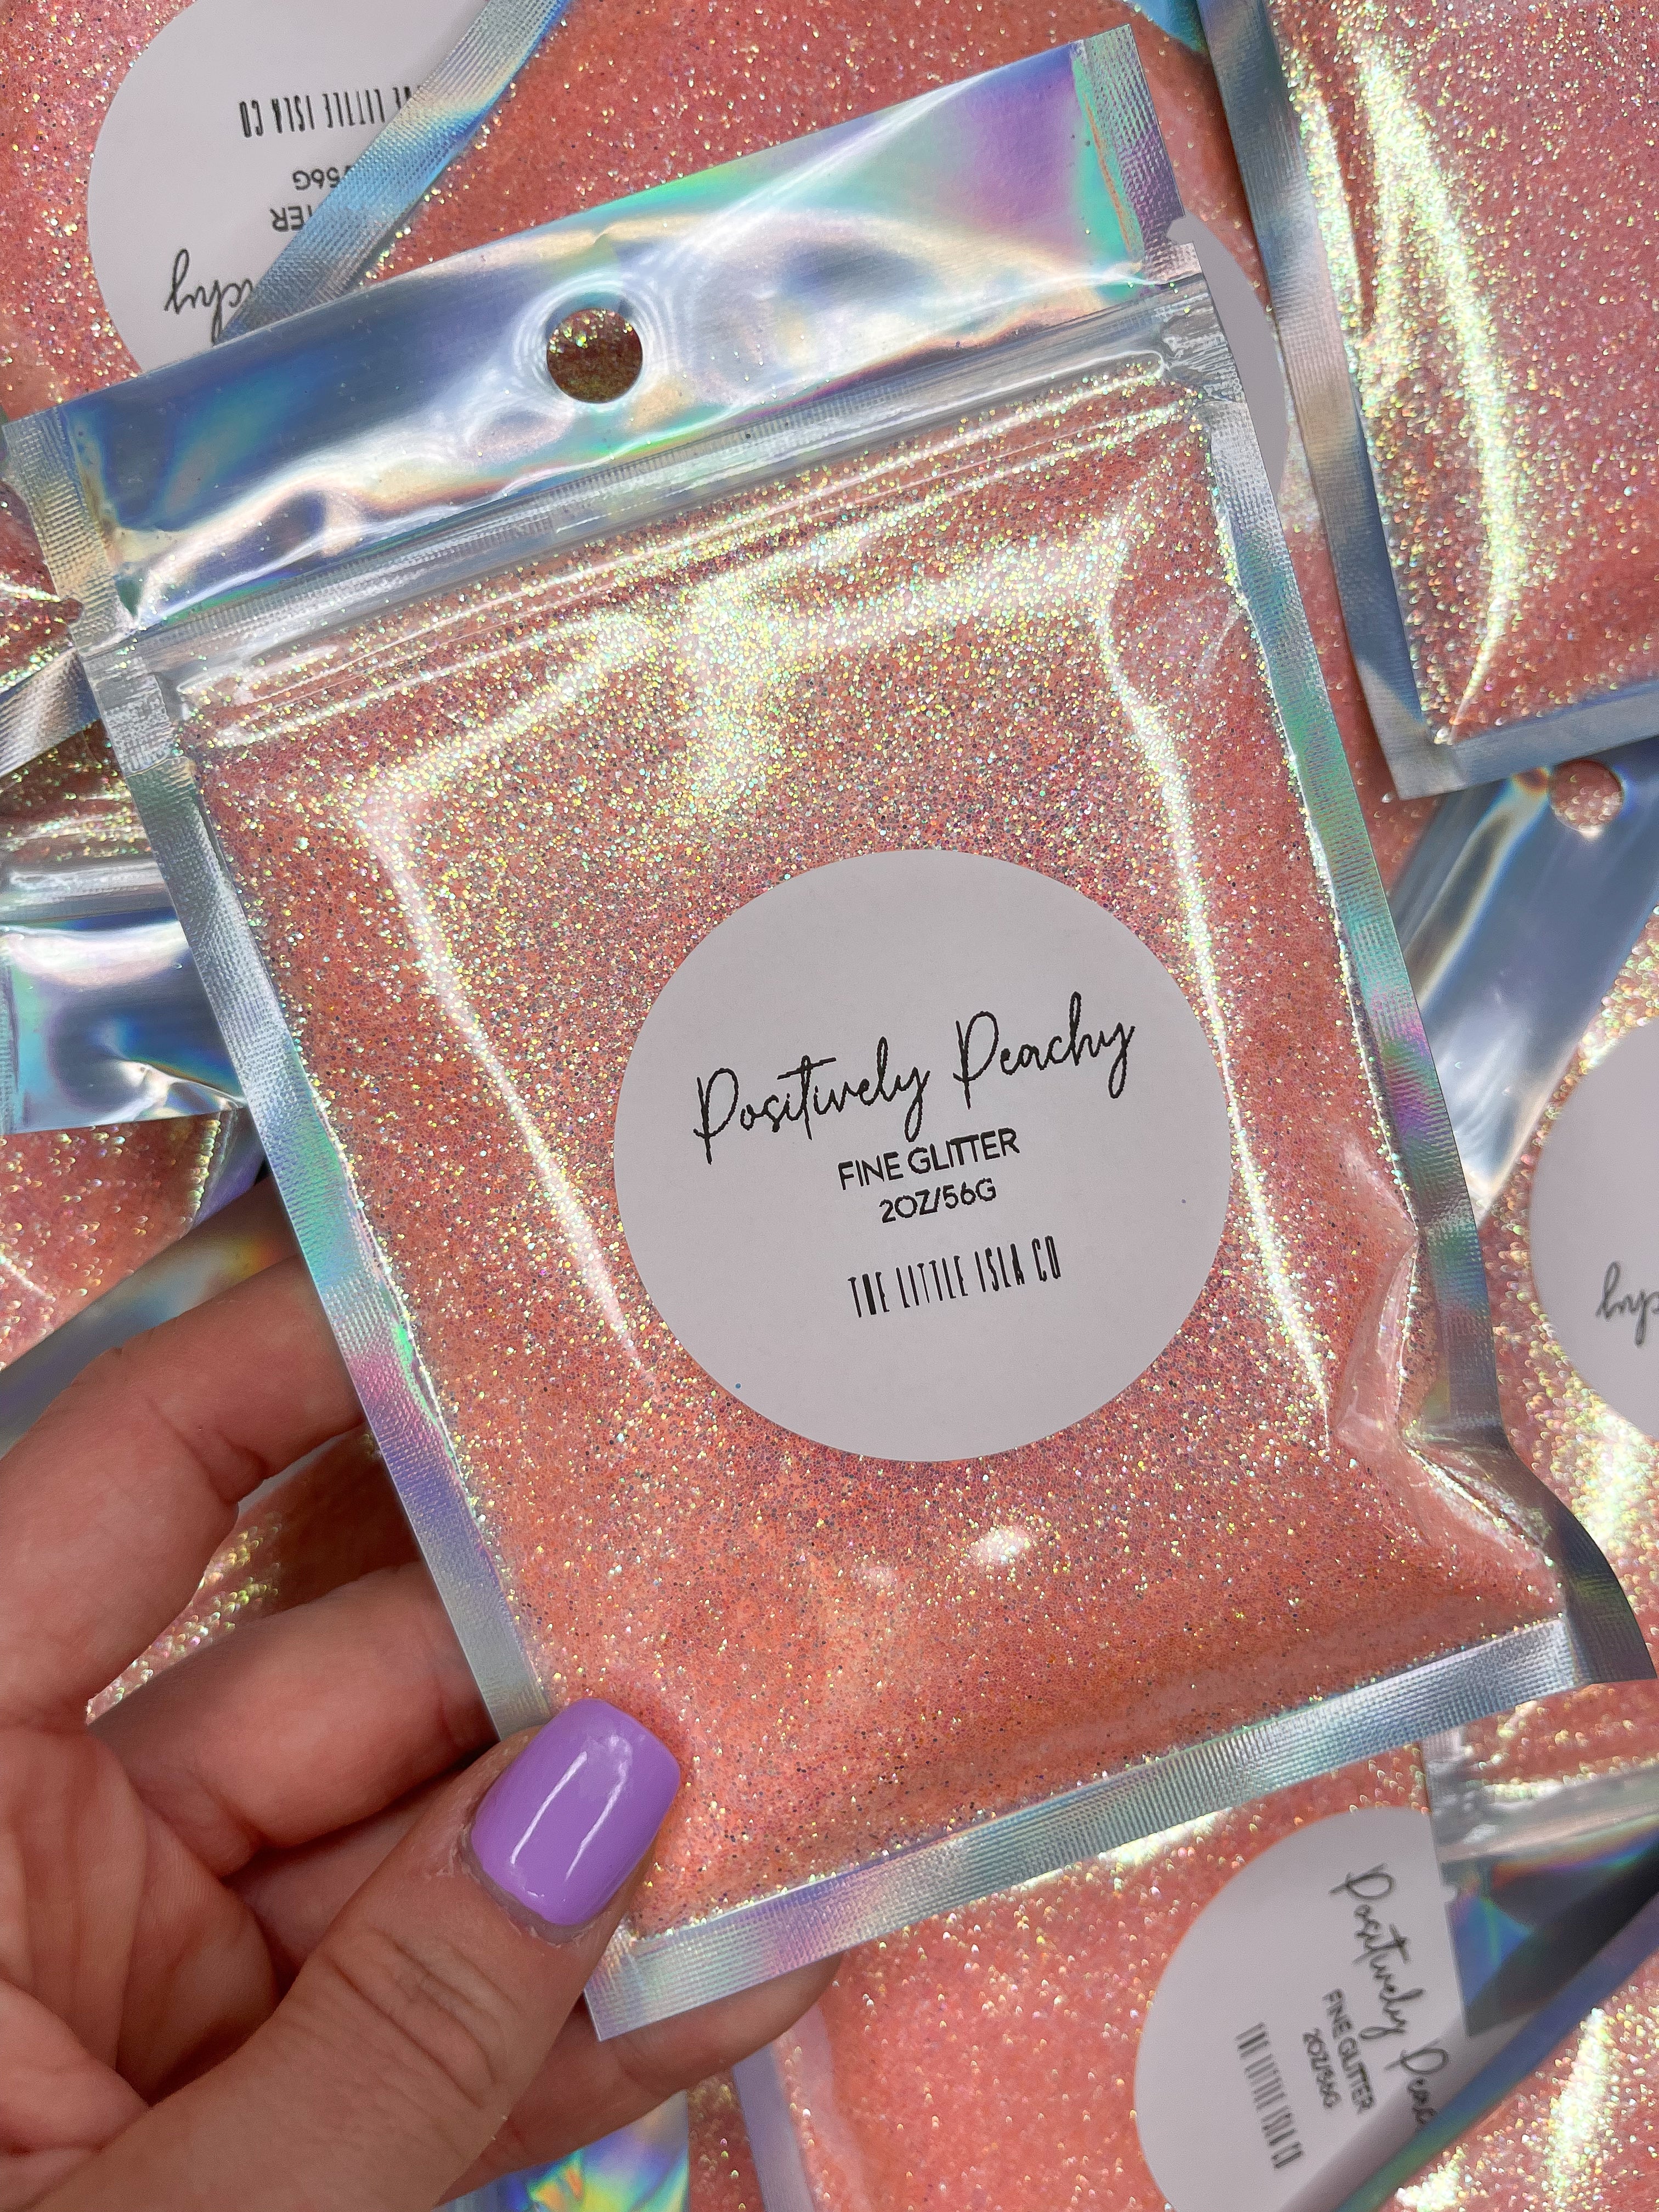 THE LITTLE ISLA CO
56G
Positively Peachy
FINE GLITTER
2OZ/56G
THE LITTLE ISLA CO
Positively
FINE GLITTER
2OZ/56G
THE LITTLE ISLA CO